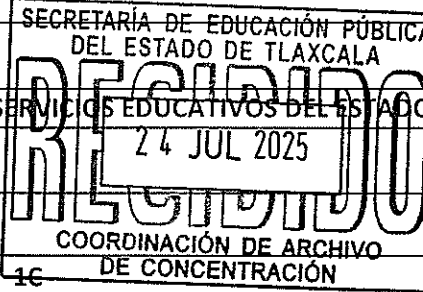 SECRETARÍA DE EDUCACIÓN PÚBLICA
DEL ESTADO DE TLAXCALA
RECIBIDO
SERVICIOS EDUCATIVOS DEL ESTADO
24 JUL 2025
COORDINACIÓN DE ARCHIVO
DE CONCENTRACIÓN
1C